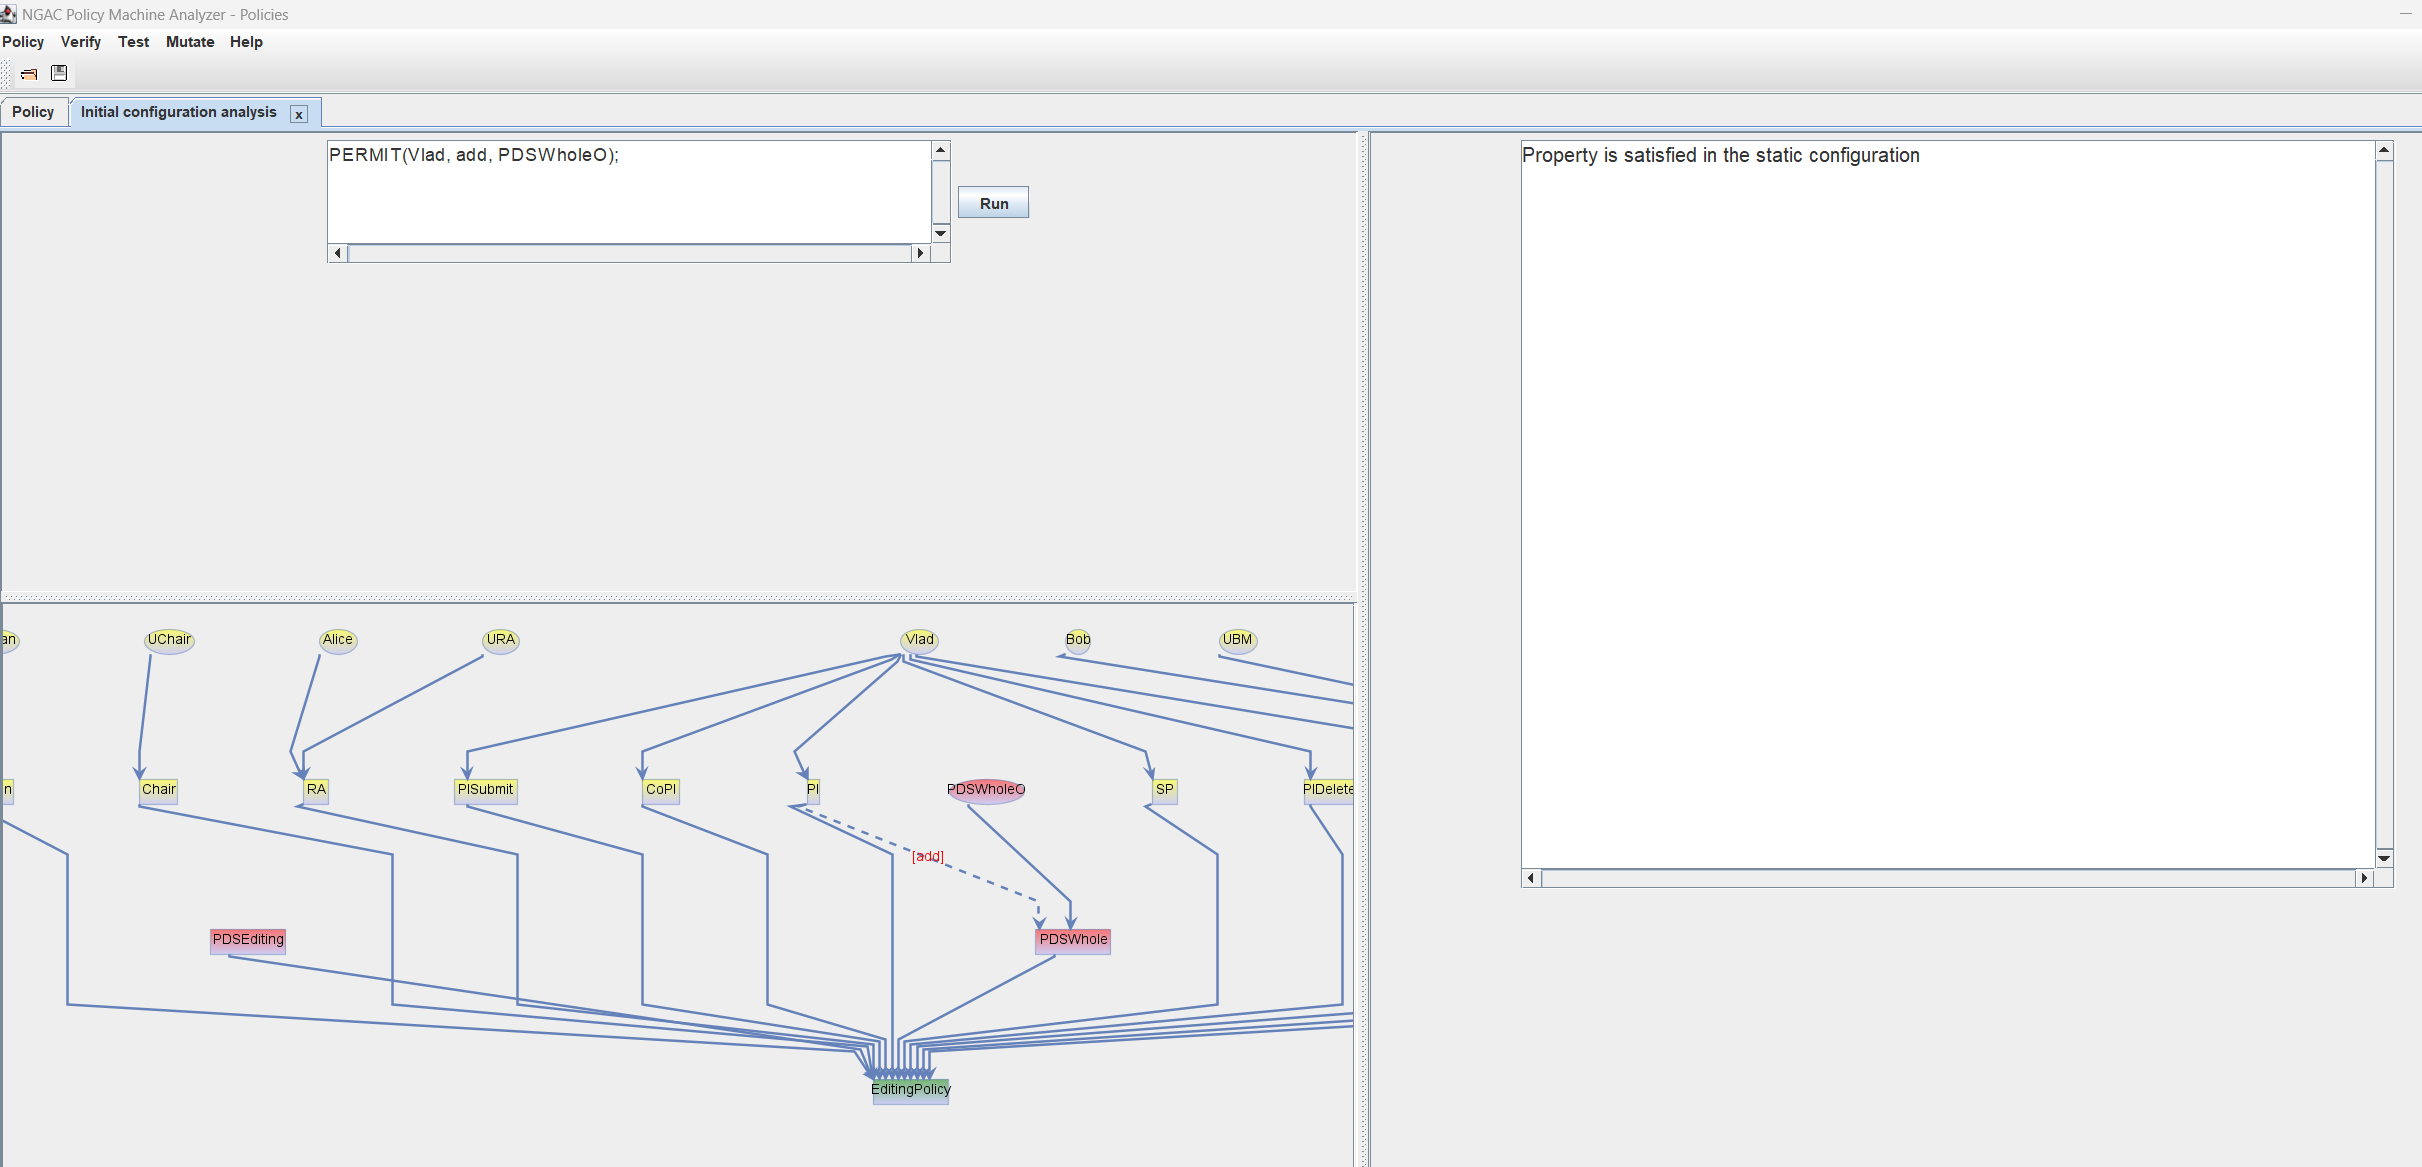 NGAC Policy Machine Analyzer - Policies
Policy Verify Test Mutate Help
Policy Initial configuration analysis x
PERMIT(Vlad, add, PDSWholeO);
Run
Property is satisfied in the static configuration
an UChair Alice URA Vlad Bob UBM
n Chair RA PISubmit CoPI PI PDSWholeO SP PIDelete
[add]
PDSEditing PDSWhole
EditingPolicy